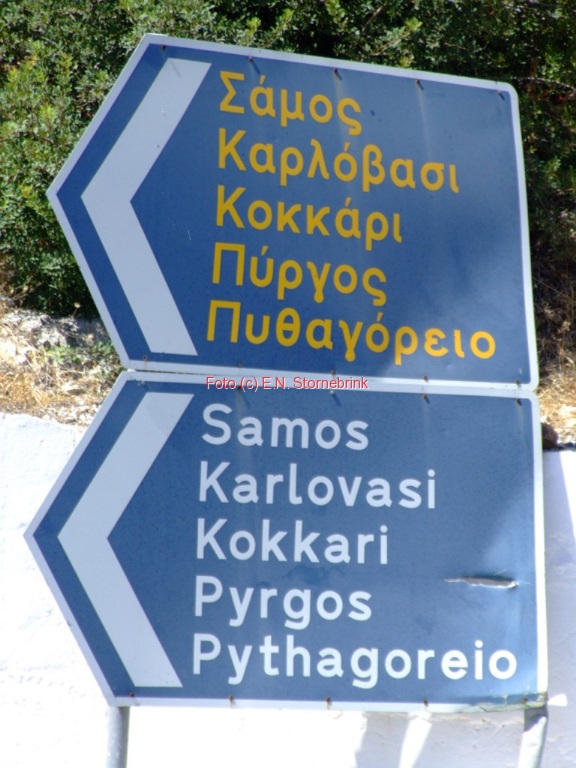 Σάμος
Καρλόβασι
Κοκκάρι
Πύργος
Πυθαγόρειο
Foto (c) E.N. Stornebrink
Samos
Karlovasi
Kokkari
Pyrgos
Pythagoreio